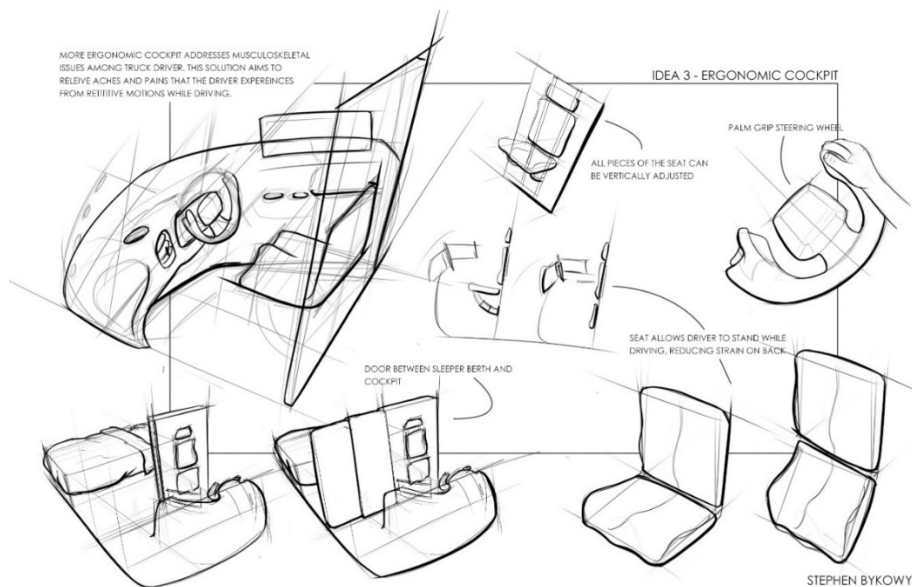 MORE ERGONOMIC COCKPIT ADDRESSES MUSCULOSKELETAL
ISSUES AMONG TRUCK DRIVER. THIS SOLUTION AIMS TO
RELEIVE ACHES AND PAINS THAT THE DRIVER EXPEREINCES
FROM RETITIVE MOTIONS WHILE DRIVING.
IDEA 3 - ERGONOMIC COCKPIT
PALM GRIP STEERING WHEEL
ALL PIECES OF THE SEAT CAN
BE VERTICALLY ADJUSTED
SEAT ALLOWS DRIVER TO STAND WHILE
DRIVING, REDUCING STRAIN ON BACK
DOOR BETWEEN SLEEPER BERTH AND
COCKPIT
STEPHEN BYKOWY